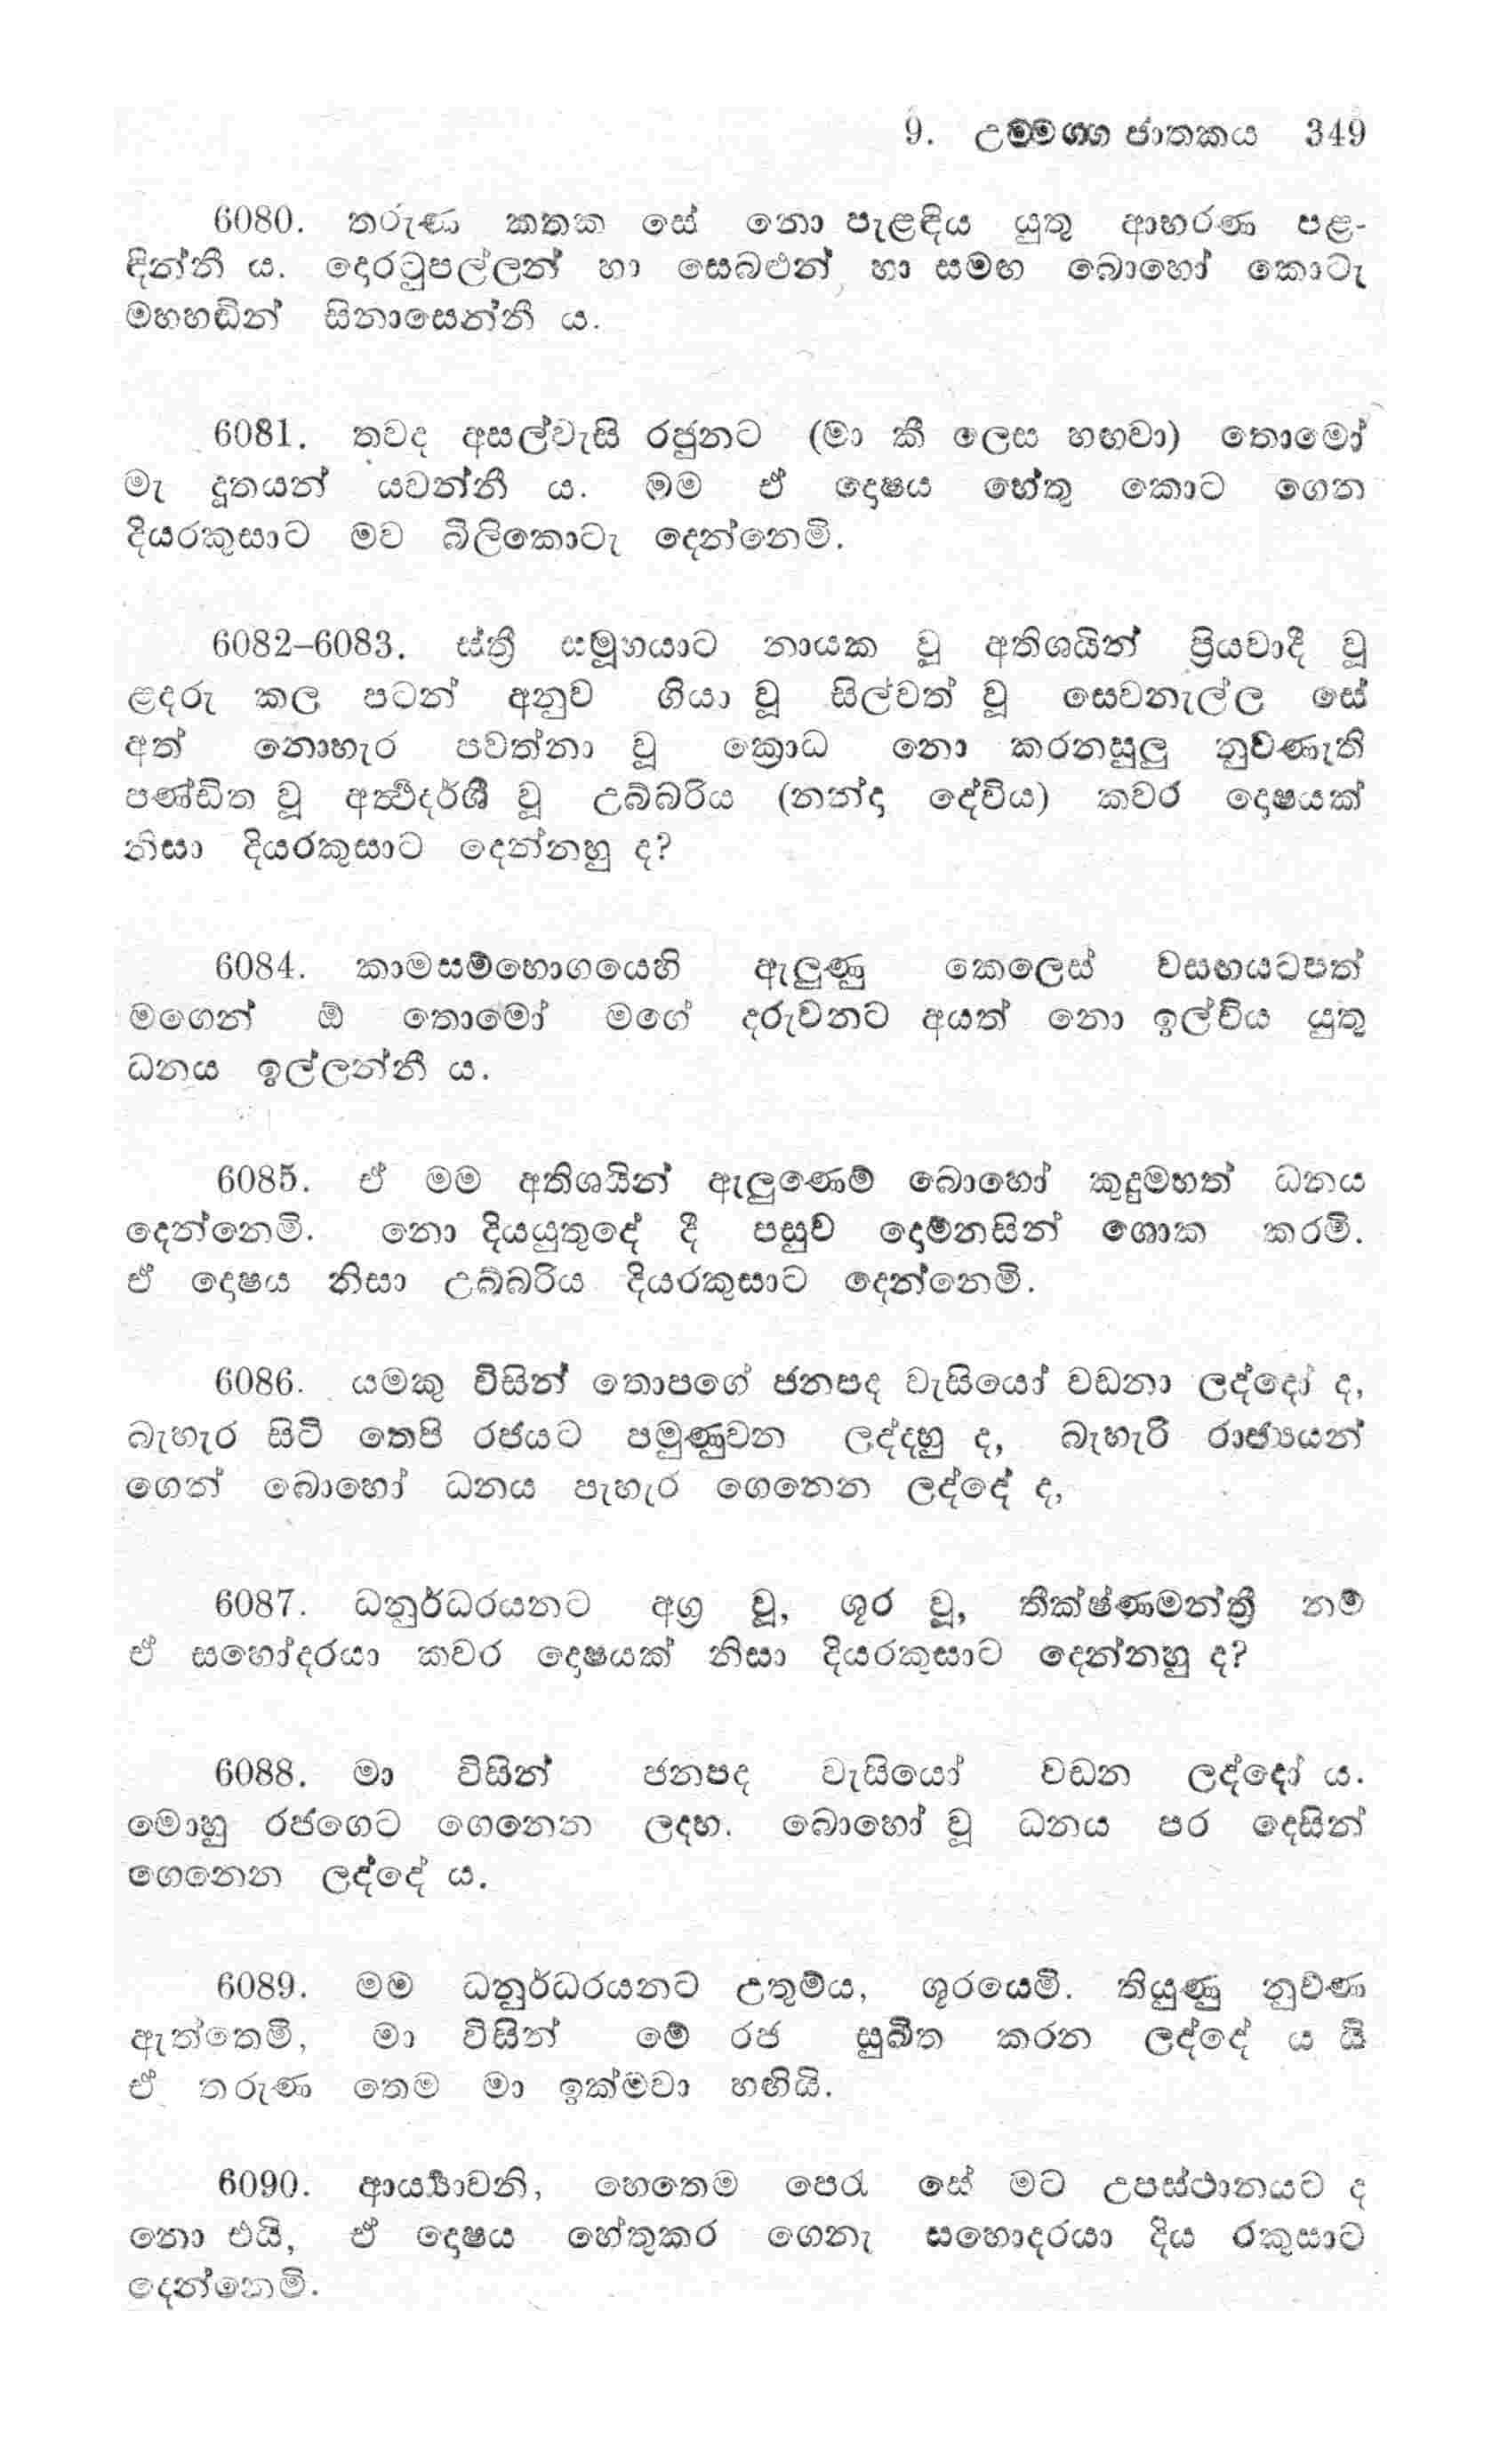 9. උම්මග්ග ජාතකය 349
6080. තරුණ කතක සේ නො පැළඳිය යුතු ආභරණ පළ-
ඳින්නී ය. දොරටුපල්ලන් හා සෙබළුන් හා සමඟ බොහෝ කොටැ
මහහඬින් සිනාසෙන්නී ය.
6081. තවද අසල්වැසි රජුනට (මා කී ලෙස හඟවා) තොමෝ
මැ දූතයන් යවන්නී ය. මම ඒ දොෂය හේතු කොට ගෙන
දියරකුසාට මව බිලිකොටැ දෙන්නෙමි.
6082–6083. ස්ත්‍රී සමූහයාට නායක වූ අතිශයින් ප්‍රියවාදී වූ
ළදරු කල පටන් අනුව ගියා වූ සිල්වත් වූ සෙවනැල්ල සේ
අත් නොහැර පවත්නා වූ ක්‍රොධ නො කරනසුලු නුවණැති
පණ්ඩිත වූ අර්‍ත්‍ථදර්ශී වූ උබ්බරිය (නන්දා දේවිය) කවර දොෂයක්
නිසා දියරකුසාට දෙන්නහු ද?
6084. කාමසම්භොගයෙහි ඇලුණු කෙලෙස් වසඟයටපත්
මගෙන් ඕ තොමෝ මගේ දරුවනට අයත් නො ඉල්විය යුතු
ධනය ඉල්ලන්නී ය.
6085. ඒ මම අතිශයින් ඇලුණෙම් බොහෝ කුදුමහත් ධනය
දෙන්නෙමි. නො දියයුතුදේ දී පසුව දොම්නසින් ශොක කරමි.
ඒ දොෂය නිසා උබ්බරිය දියරකුසාට දෙන්නෙමි.
6086. යමකු විසින් තොපගේ ජනපද වැසියෝ වඩනා ලද්දෝ ද,
බැහැර සිටි තෙපි රජයට පමුණුවන ලද්දහු ද, බැහැරි රාජ්‍යයන්
ගෙන් බොහෝ ධනය පැහැර ගෙනෙන ලද්දේ ද,
6087. ධනුර්ධරයනට අග්‍ර වූ, ශූර වූ, තීක්ෂ්ණමන්ත්‍රී නම්
ඒ සහෝදරයා කවර දොෂයක් නිසා දියරකුසාට දෙන්නහු ද?
6088. මා විසින් ජනපද වැසියෝ වඩන ලද්දෝ ය.
මොහු රජගෙට ගෙනෙන ලදහ. බොහෝ වූ ධනය පර දෙසින්
ගෙනෙන ලද්දේ ය.
6089. මම ධනුර්ධරයනට උතුම්ය, ශූරයෙමි. තියුණු නුවණ
ඇත්තෙමි, මා විසින් මේ රජ සුඛිත කරන ලද්දේ ය යි
ඒ තරුණ තෙම මා ඉක්මවා හඟියි.
6090. ආර්‍ය්‍යාවනි, හෙතෙම පෙරැ සේ මට උපස්ථානයට ද
නො එයි, ඒ දොෂය හේතුකර ගෙනැ සහොදරයා දිය රකුසාට
දෙන්නෙමි.